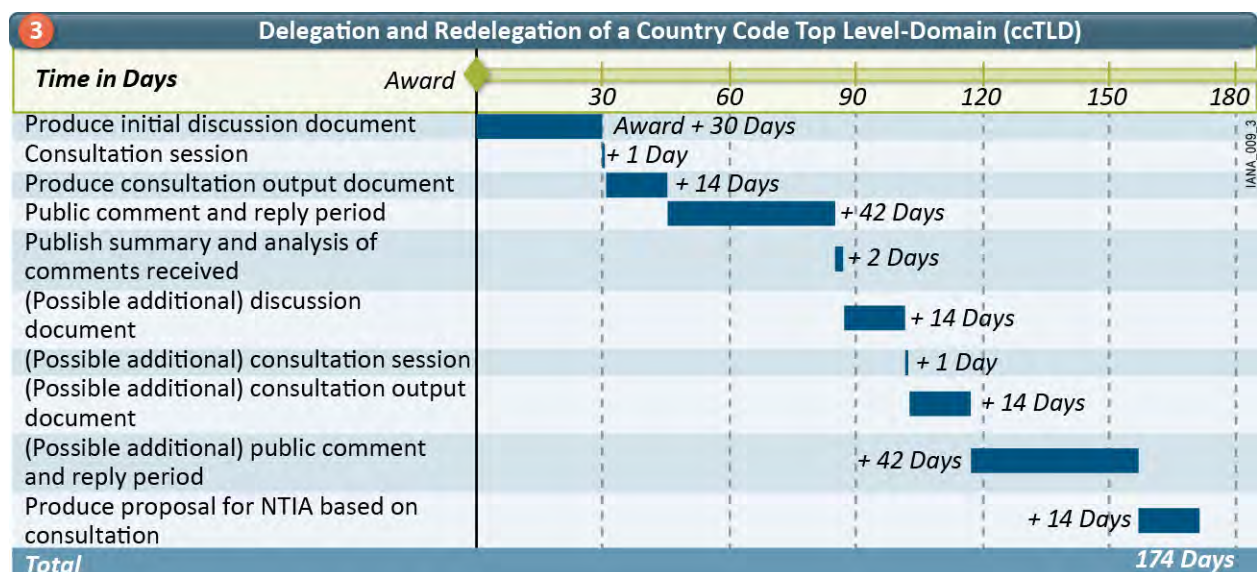 3 Delegation and Redelegation of a Country Code Top Level-Domain (ccTLD)
Time in Days Award 30 60 90 120 150 180
Produce initial discussion document Award + 30 Days
Consultation session + 1 Day
Produce consultation output document + 14 Days
Public comment and reply period + 42 Days
Publish summary and analysis of
comments received + 2 Days
(Possible additional) discussion
document + 14 Days
(Possible additional) consultation session + 1 Day
(Possible additional) consultation output
document + 14 Days
(Possible additional) public comment
and reply period + 42 Days
Produce proposal for NTIA based on
consultation + 14 Days
Total 174 Days
IANA_009_3